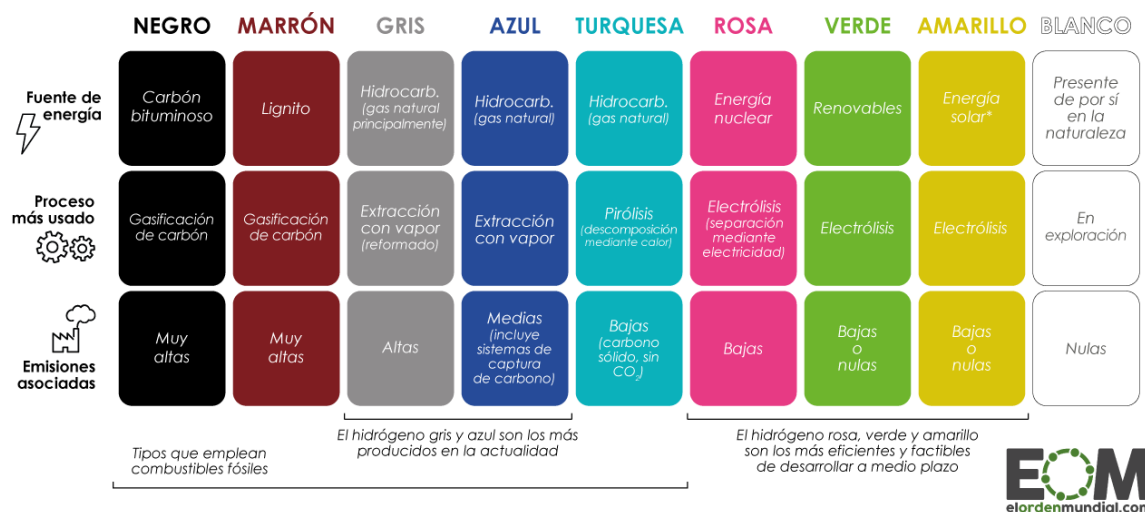 NEGRO MARRÓN GRIS AZUL TURQUESA ROSA VERDE AMARILLO BLANCO
Fuente de
energía
Carbón
bituminoso
Lignito
Hidrocarb.
(gas natural
principalmente)
Hidrocarb.
(gas natural)
Hidrocarb.
(gas natural)
Energía
nuclear
Renovables
Energía
solar*
Presente
de por sí
en la
naturaleza
Proceso
más usado
Gasificación
de carbón
Gasificación
de carbón
Extracción
con vapor
(reformado)
Extracción
con vapor
Pirólisis
(descomposición
mediante calor)
Electrólisis
(separación
mediante
electricidad)
Electrólisis
Electrólisis
En
exploración
Emisiones
asociadas
Muy
altas
Muy
altas
Altas
Medias
(incluye
sistemas de
captura
de carbono)
Bajas
(carbono
sólido, sin
CO₂)
Bajas
Bajas
o
nulas
Bajas
o
nulas
Nulas
Tipos que emplean
combustibles fósiles
El hidrógeno gris y azul son los más
producidos en la actualidad
El hidrógeno rosa, verde y amarillo
son los más eficientes y factibles
de desarrollar a medio plazo
EOM
elordenmundial.com